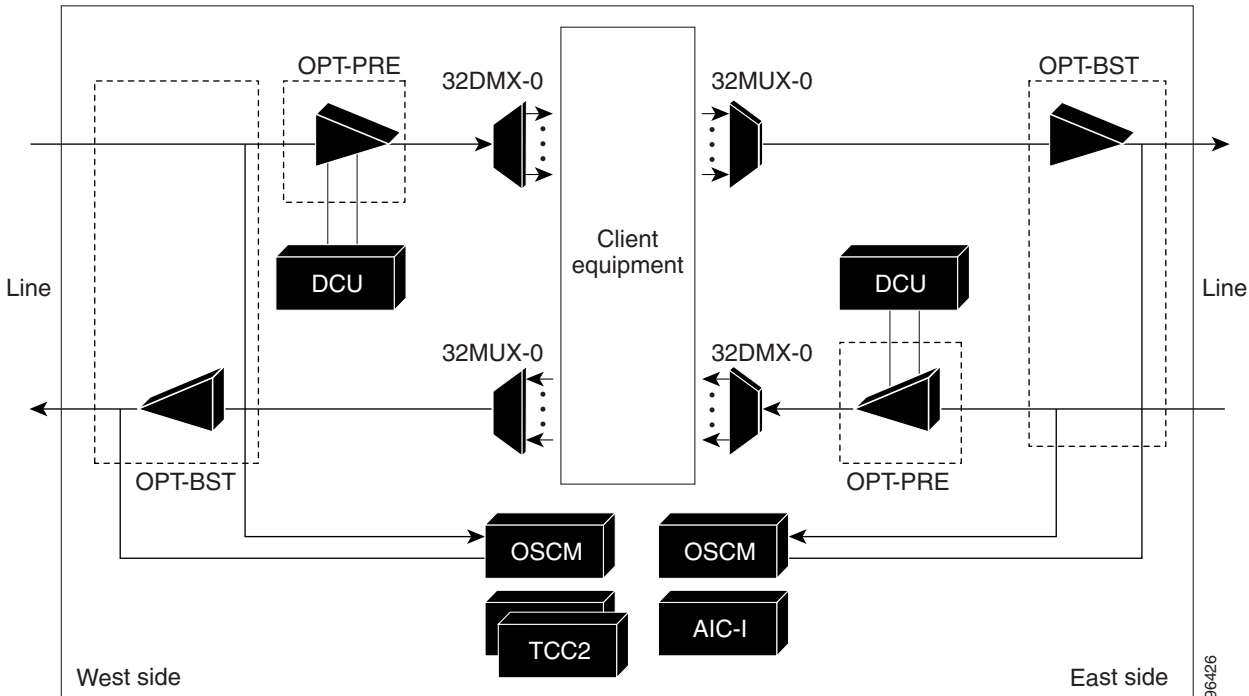 OPT-PRE
32DMX-0
32MUX-0
OPT-BST
Client
equipment
DCU
DCU
Line
Line
32MUX-0
32DMX-0
OPT-BST
OPT-PRE
OSCM
OSCM
TCC2
AIC-I
West side
East side
96426